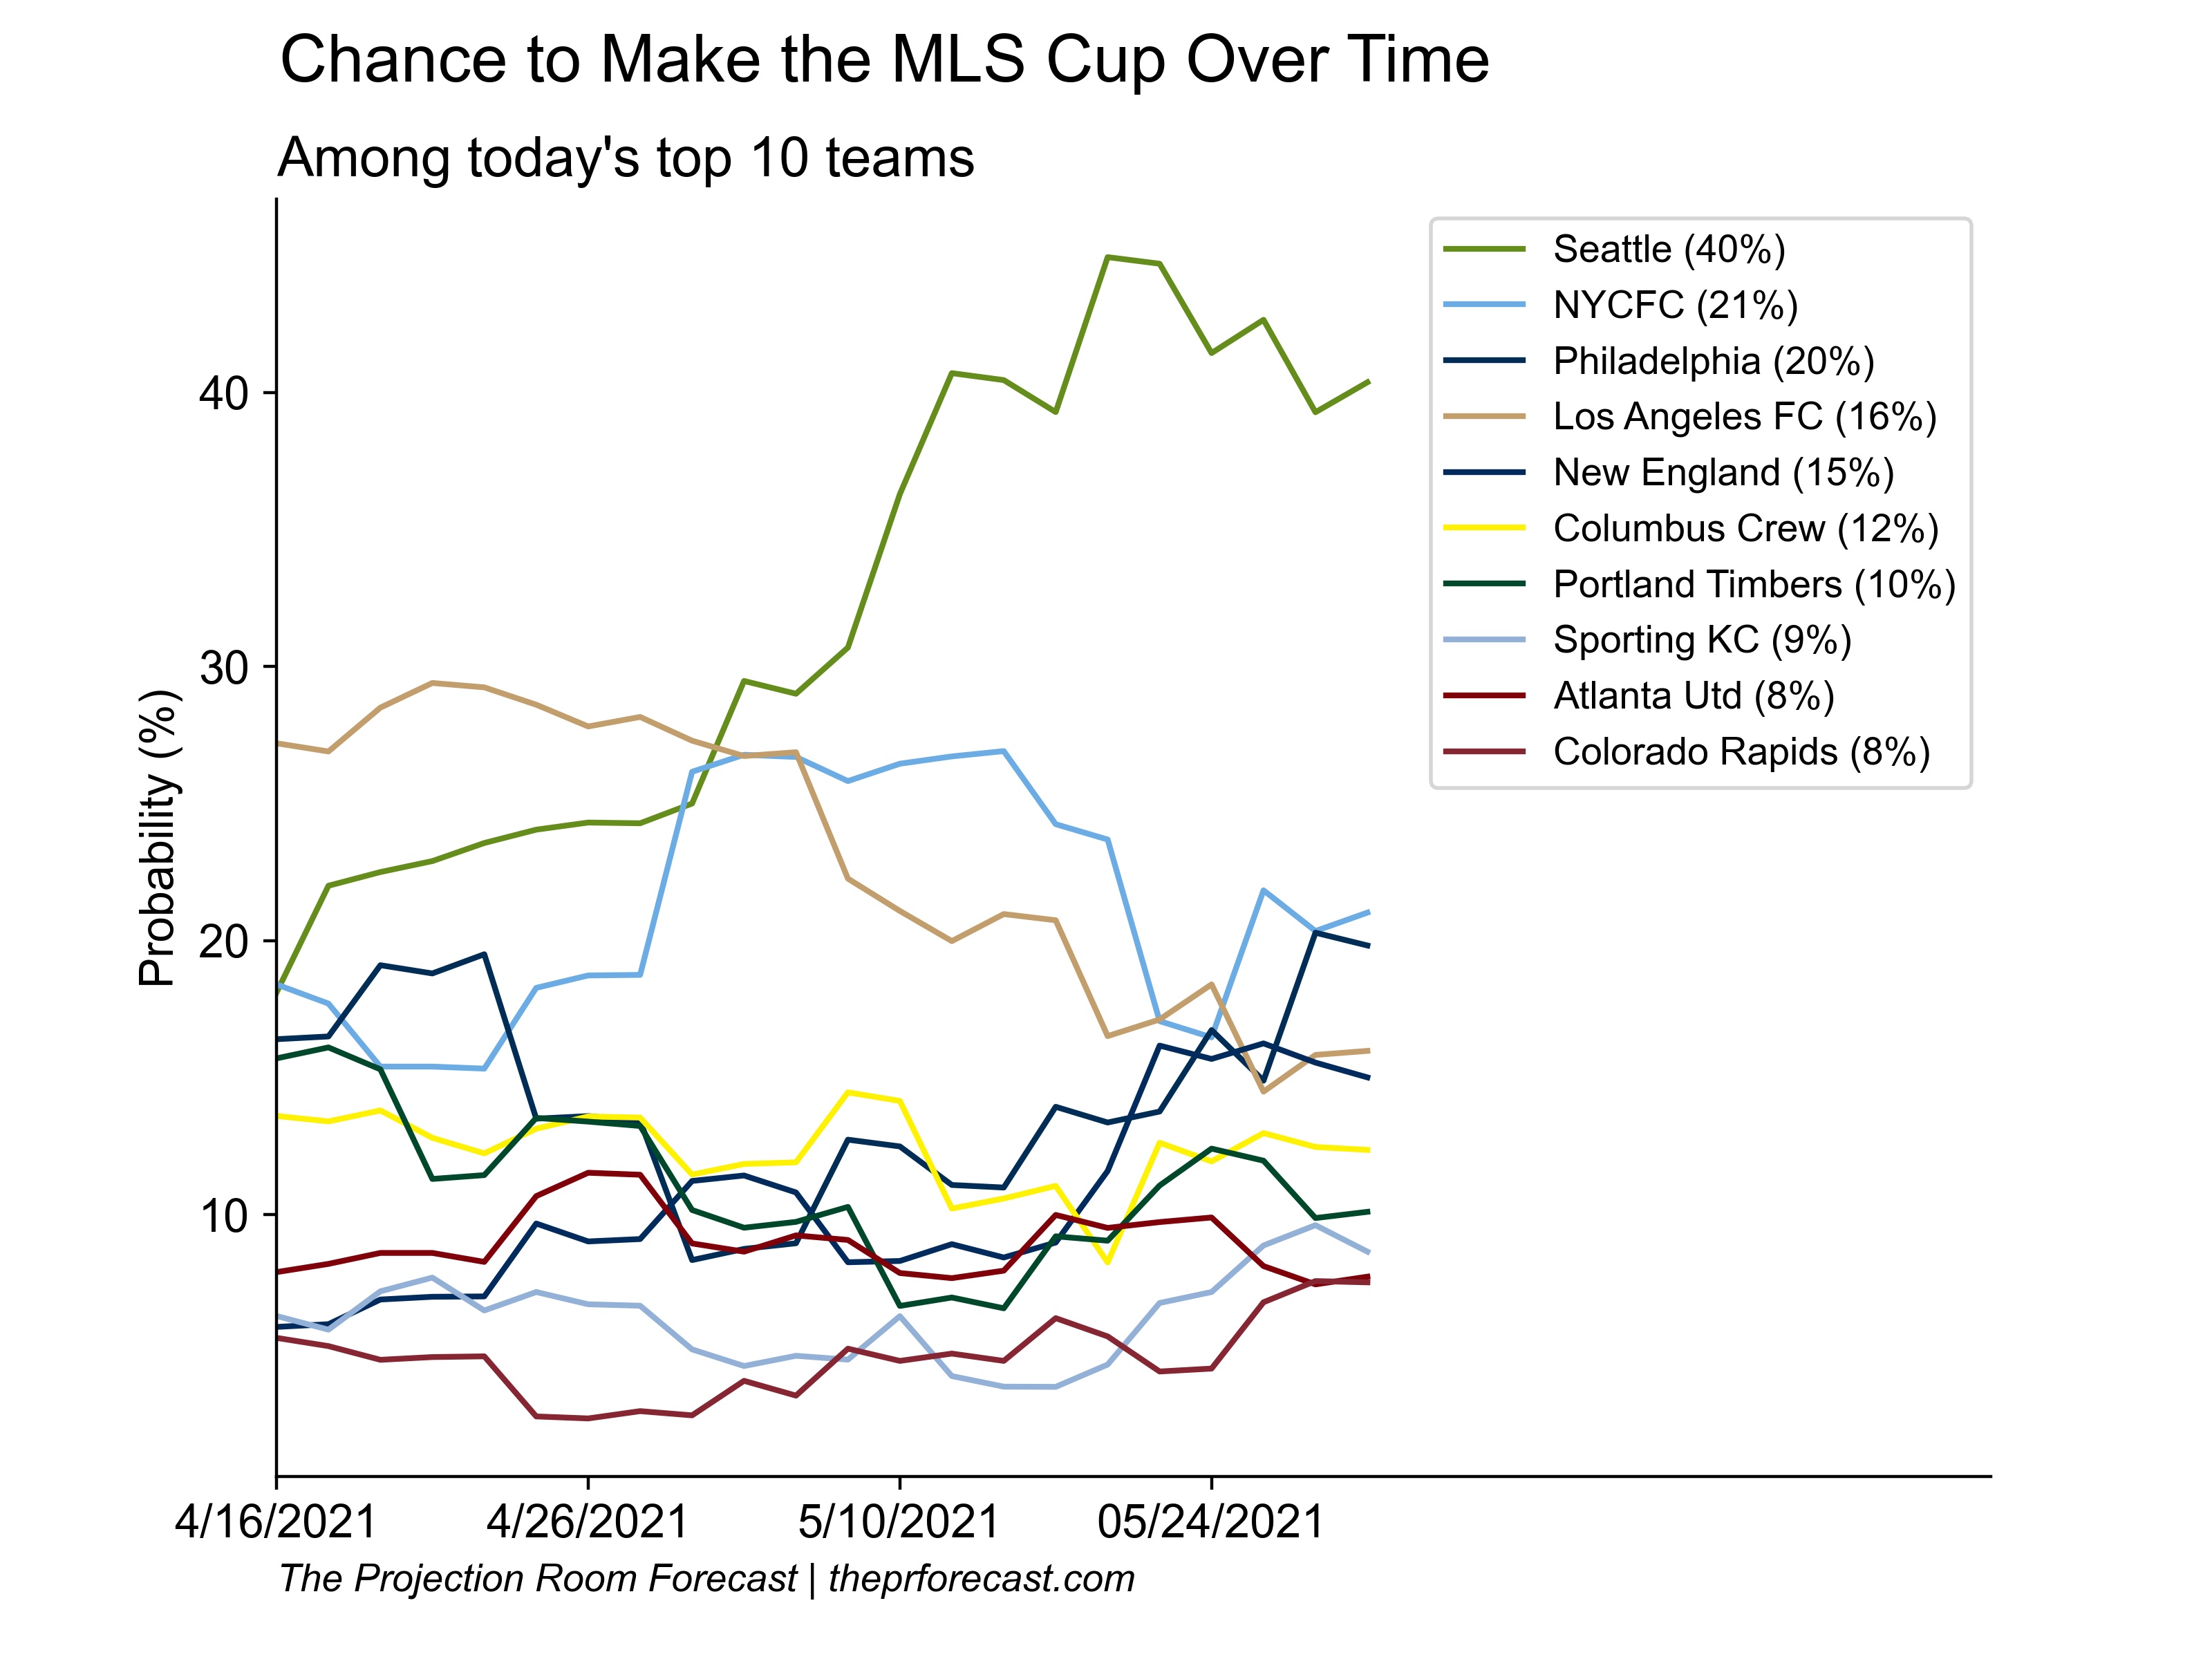 Chance to Make the MLS Cup Over Time
Among today's top 10 teams
Seattle (40%)
NYCFC (21%)
Philadelphia (20%)
Los Angeles FC (16%)
New England (15%)
Columbus Crew (12%)
Portland Timbers (10%)
Sporting KC (9%)
Atlanta Utd (8%)
Colorado Rapids (8%)
Probability (%)
40
30
20
10
4/16/2021 4/26/2021 5/10/2021 05/24/2021
The Projection Room Forecast | theprforecast.com